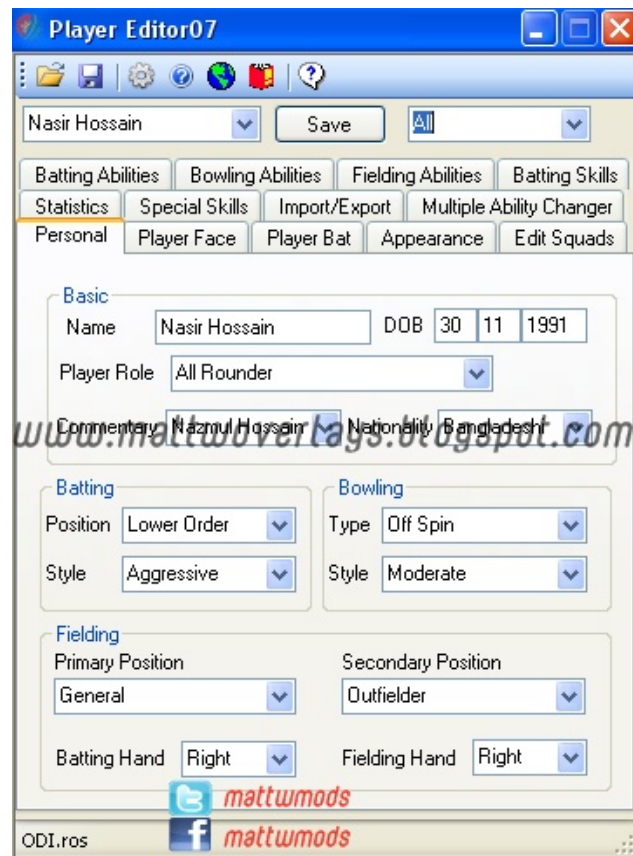 Player Editor07
Nasir Hossain Save All
Batting Abilities Bowling Abilities Fielding Abilities Batting Skills
Statistics Special Skills Import/Export Multiple Ability Changer
Personal Player Face Player Bat Appearance Edit Squads
Basic
Name Nasir Hossain DOB 30 11 1991
Player Role All Rounder
Commentary Nazmul Hossain Nationality Bangladeshi
www.mattwoverlays.blogspot.com
Batting Bowling
Position Lower Order Type Off Spin
Style Aggressive Style Moderate
Fielding
Primary Position Secondary Position
General Outfielder
Batting Hand Right Fielding Hand Right
mattwmods
mattwmods
ODI.ros